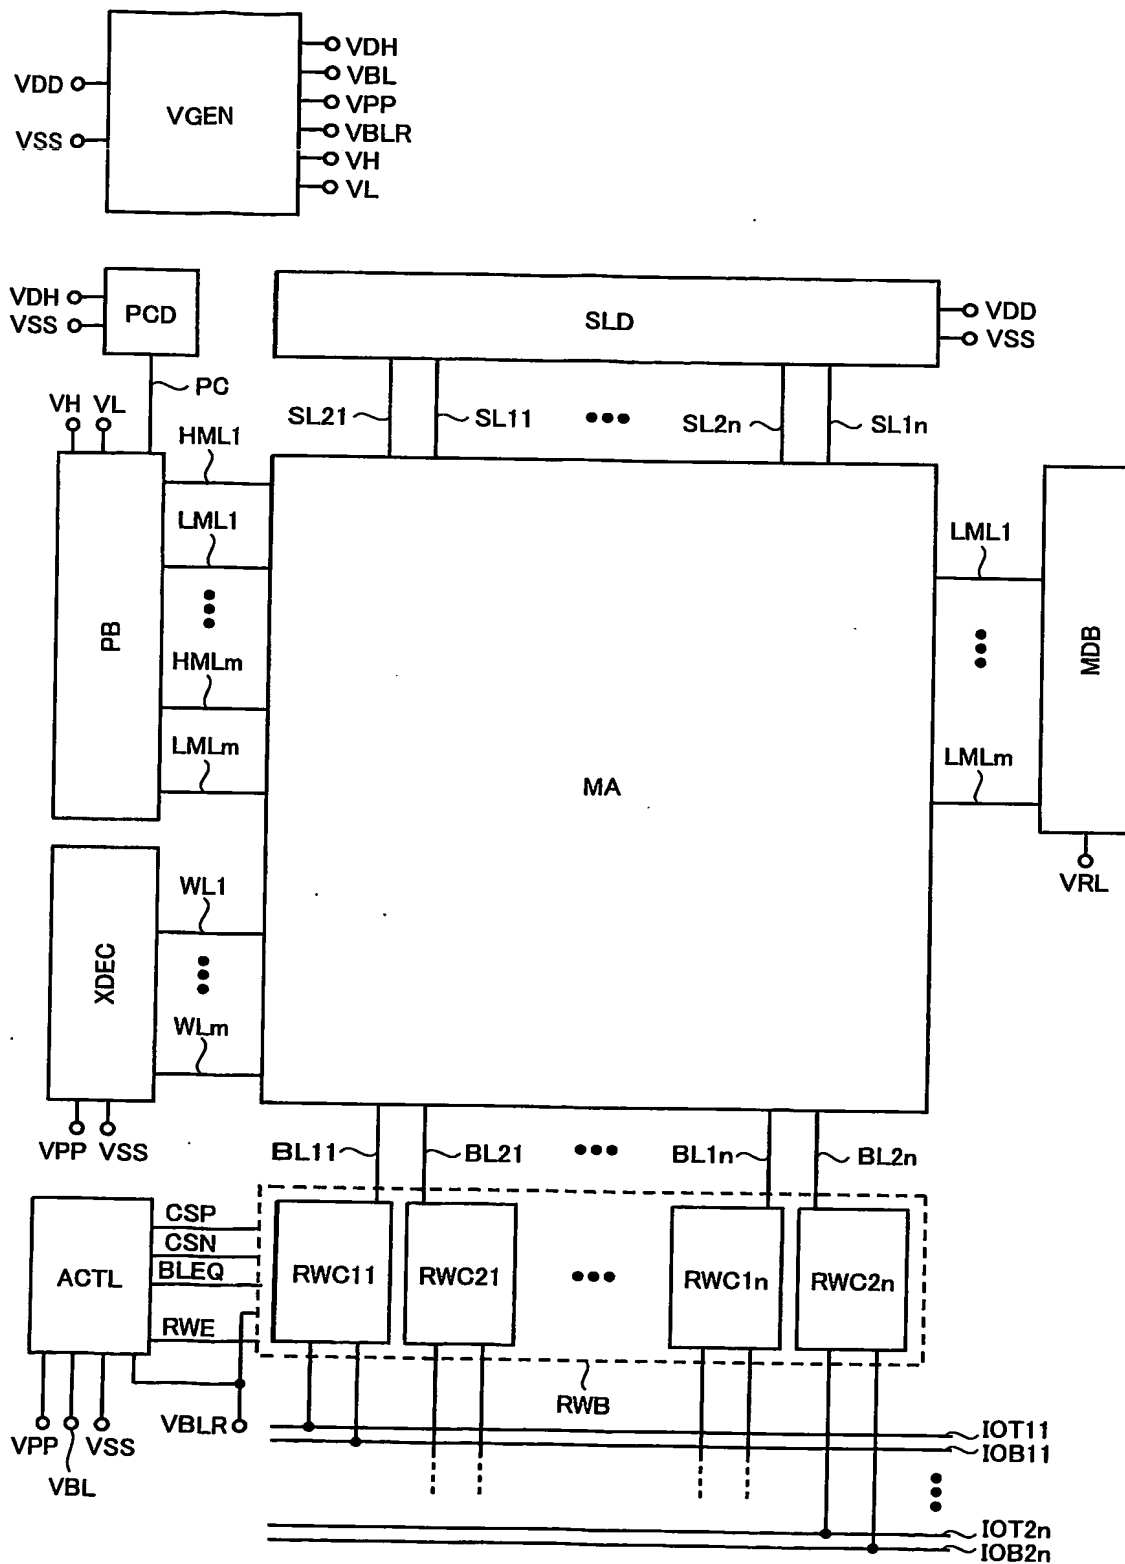 VDH
VDD
VBL
VGEN
VPP
VSS
VBLR
VH
VL
VDH
VSS
PCD
SLD
VDD
VSS
PC
VH VL
SL21
SL11
•••
SL2n
SL1n
HML1
LML1
•••
HMLm
LMLm
PB
MA
LML1
•••
LMLm
MDB
VRL
XDEC
WL1
•••
WLm
VPP VSS
BL11
BL21
•••
BL1n
BL2n
ACTL
CSP
CSN
BLEQ
RWE
RWC11
RWC21
•••
RWC1n
RWC2n
RWB
VBLR
VPP
VSS
VBL
IOT11
IOB11
•••
IOT2n
IOB2n